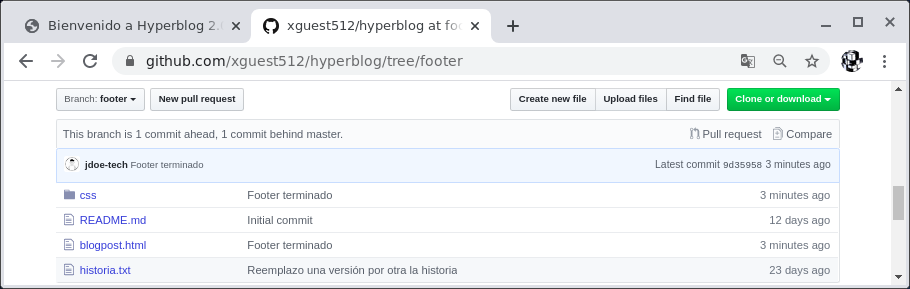 Bienvenido a Hyperblog 2.
xguest512/hyperblog at foo
github.com/xguest512/hyperblog/tree/footer
Branch: footer New pull request Create new file Upload files Find file Clone or download
This branch is 1 commit ahead, 1 commit behind master. Pull request Compare
jdoe-tech Footer terminado Latest commit 9d35958 3 minutes ago
css Footer terminado 3 minutes ago
README.md Initial commit 12 days ago
blogpost.html Footer terminado 3 minutes ago
historia.txt Reemplazo una versión por otra la historia 23 days ago